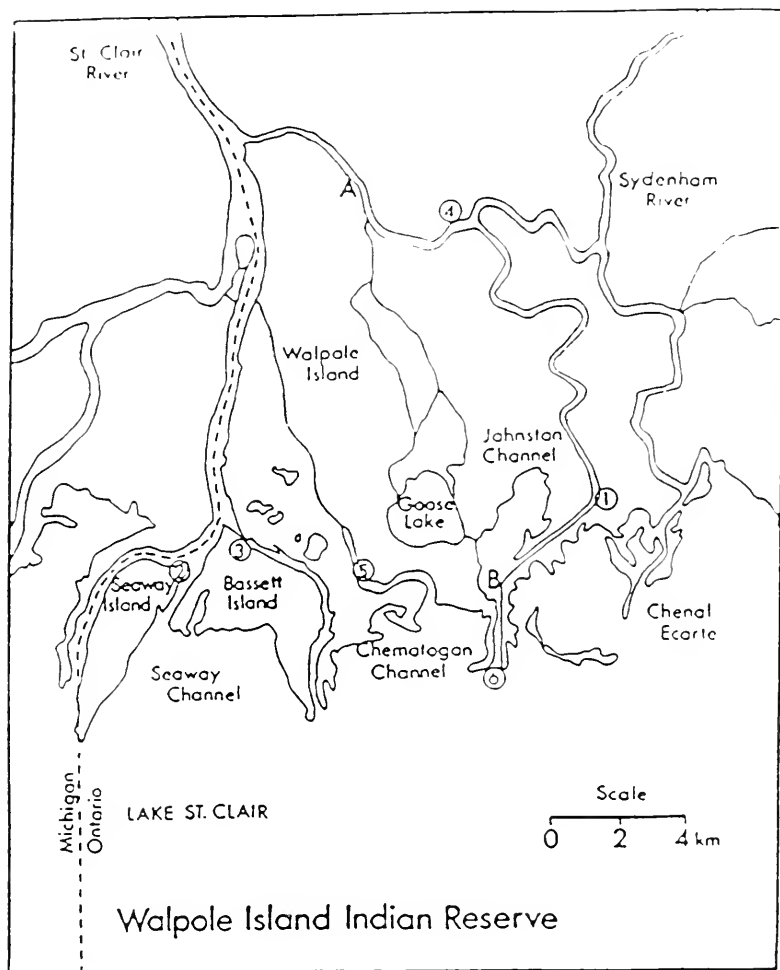 St. Clair
River
A
4
Sydenham
River
Walpole
Island
Johnston
Channel
Goose
Lake
1
2
Seaway
Island
3
Bassett
Island
5
B
Chematogan
Channel
Chenal
Ecarte
6
Seaway
Channel
Michigan
Ontario
LAKE ST. CLAIR
Scale
0 2 4 km
Walpole Island Indian Reserve